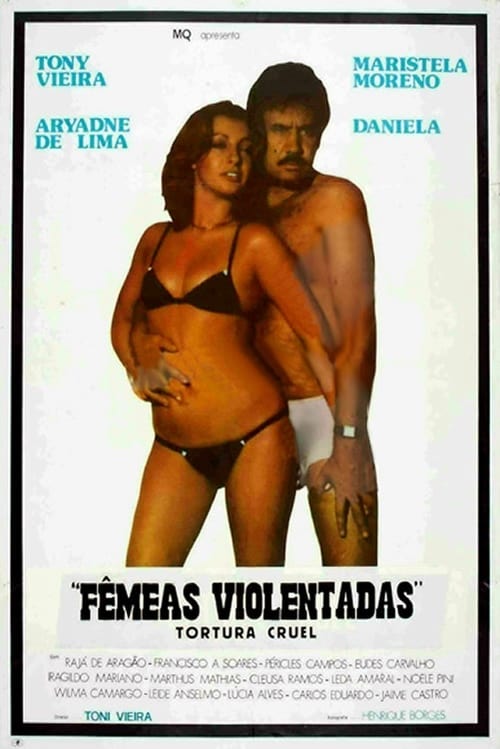 MQ apresenta
TONY VIEIRA
ARYADNE DE LIMA
MARISTELA MORENO
DANIELA
"FÊMEAS VIOLENTADAS"
TORTURA CRUEL
RAJÁ DE ARAGÃO - FRANCISCO A SOARES - PÉRICLES CAMPOS - EUDES CARVALHO
IRAGILDO MARIANO - MARTHUS MATHIAS - CLEUSA RAMOS - LEDA AMARAL - NOÉLE PINI
WILMA CAMARGO - LEIDE ANSELMO - LÚCIA ALVES - CARLOS EDUARDO - JAIME CASTRO
TONI VIEIRA
HENRIQUE BORGES